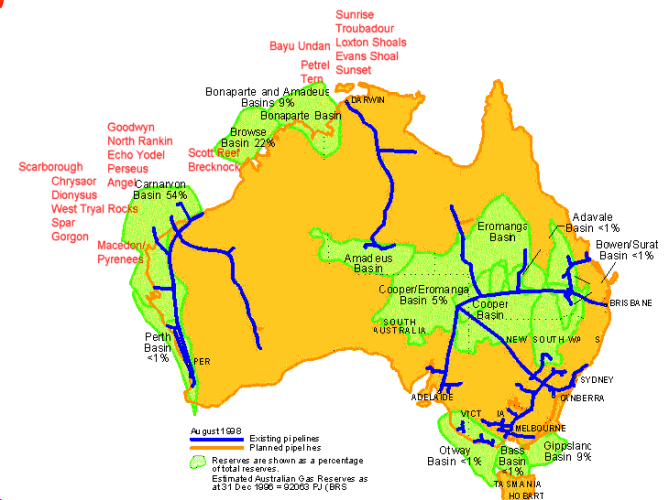 Sunrise
Troubadour
Loxton Shoals
Evans Shoal
Sunset
Bayu Undan
Petrel
Tern
Bonaparte and Amadeus
Basins 9%
Bonaparte Basin
DARWIN
Browse
Basin 22%
Scott Reef
Brecknock
Goodwyn
North Rankin
Echo Yodel
Perseus
Angel
Scarborough
Chrysaor
Dionysus
West Tryal Rocks
Spar
Gorgon
Carnarvon
Basin 54%
Macedon/
Pyrenees
Amadeus
Basin
Eromanga
Basin
Adavale
Basin <1%
Bowen/Surat
Basin <1%
Cooper/Eromanga
Basin 5%
Cooper
Basin
BRISBANE
SOUTH
AUSTRALIA
NEW SOUTH WA S
Perth
Basin
<1%
PER
SYDNEY
CANBERRA
ADELAIDE
VICT IA
MELBOURNE
Otway
Basin <1%
Bass
Basin
<1%
Gippsland
Basin 9%
TASMANIA
HOBART
August 1998
Existing pipelines
Planned pipelines
Reserves are shown as a percentage
of total reserves.
Estimated Australian Gas Reserves as
at 31 Dec 1996 = 92063 PJ (BRS